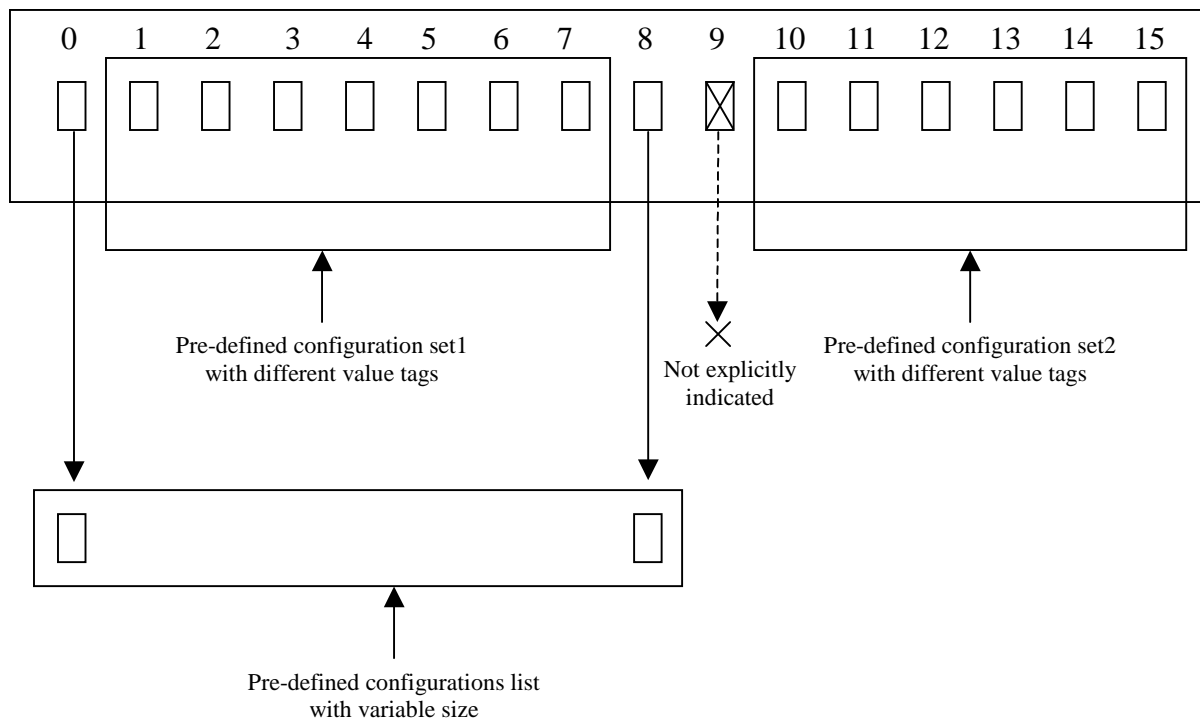 0 1 2 3 4 5 6 7 8 9 10 11 12 13 14 15
Pre-defined configuration set1
with different value tags
Not explicitly
indicated
Pre-defined configuration set2
with different value tags
Pre-defined configurations list
with variable size